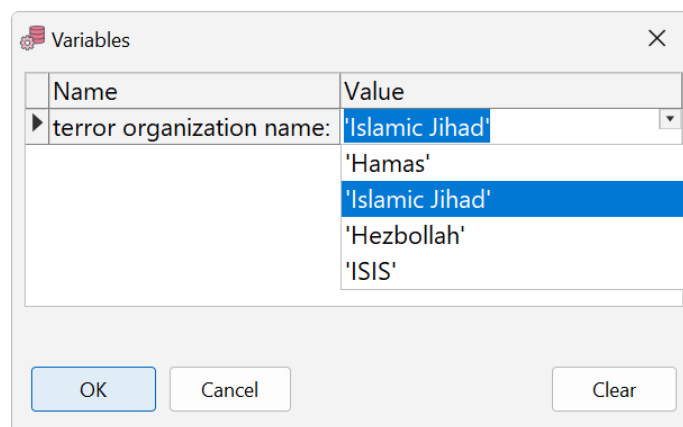 Variables
Name Value
terror organization name: 'Islamic Jihad'
'Hamas'
'Islamic Jihad'
'Hezbollah'
'ISIS'
OK Cancel Clear